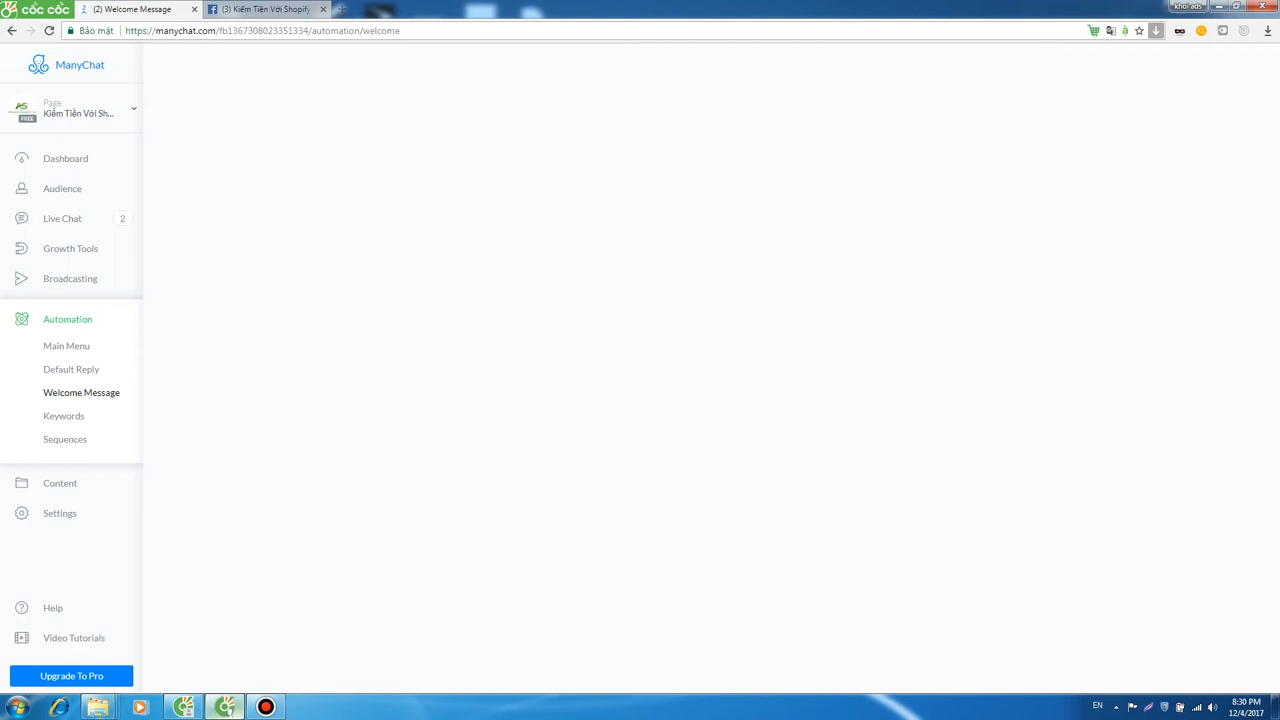 cốc cốc
(2) Welcome Message
(3) Kiếm Tiền Với Shopify
khoi ads
Bảo mật
https://manychat.com/fb1367308023351334/automation/welcome
ManyChat
Page
AS
Kiếm Tiền Với Sh...
FREE
Dashboard
Audience
Live Chat
2
Growth Tools
Broadcasting
Automation
Main Menu
Default Reply
Welcome Message
Keywords
Sequences
Content
Settings
Help
Video Tutorials
Upgrade To Pro
EN
8:30 PM
12/4/2017